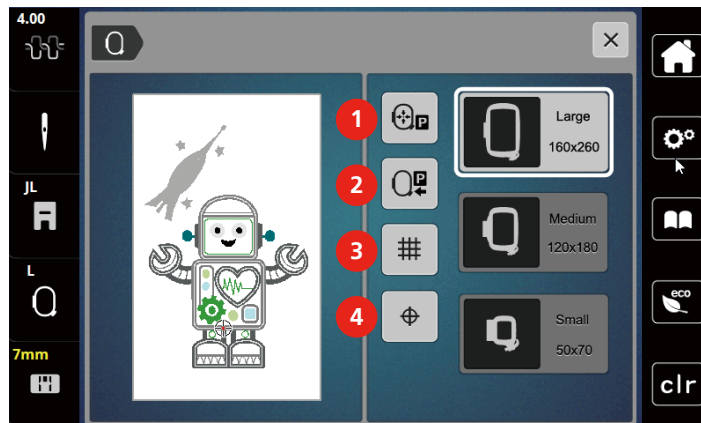 4.00
JL
L
7mm
1
P
2
P
3
4
Large
160x260
Medium
120x180
Small
50x70
eco
clr